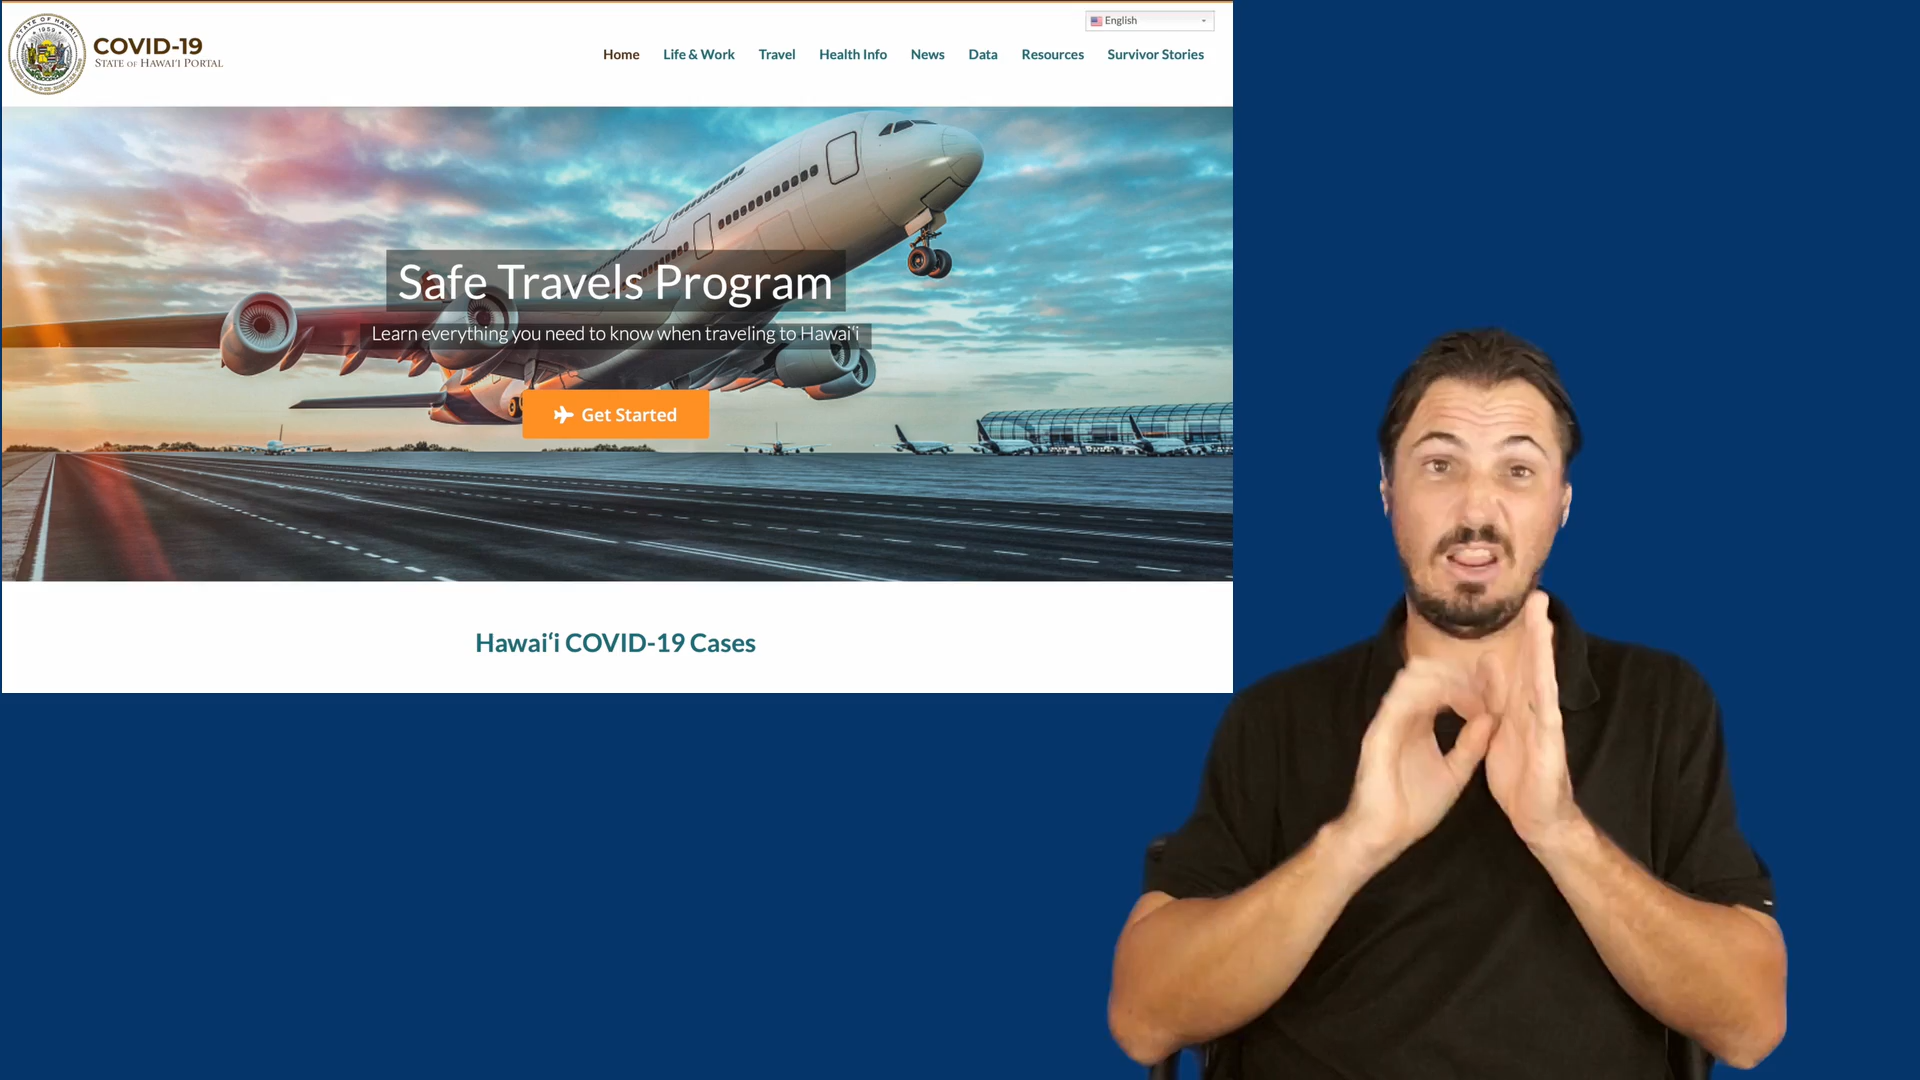 English
COVID-19
STATE OF HAWAIʻI PORTAL
Home Life & Work Travel Health Info News Data Resources Survivor Stories
Safe Travels Program
Learn everything you need to know when traveling to Hawaiʻi
Get Started
Hawaiʻi COVID-19 Cases